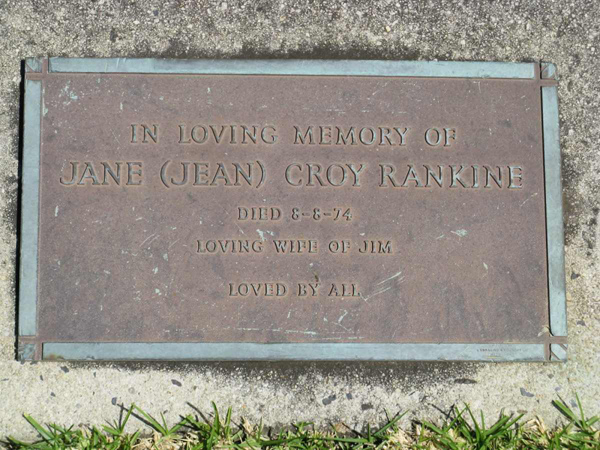 IN LOVING MEMORY OF
JANE (JEAN) CROY RANKINE
DIED 8-8-74
LOVING WIFE OF JIM
LOVED BY ALL